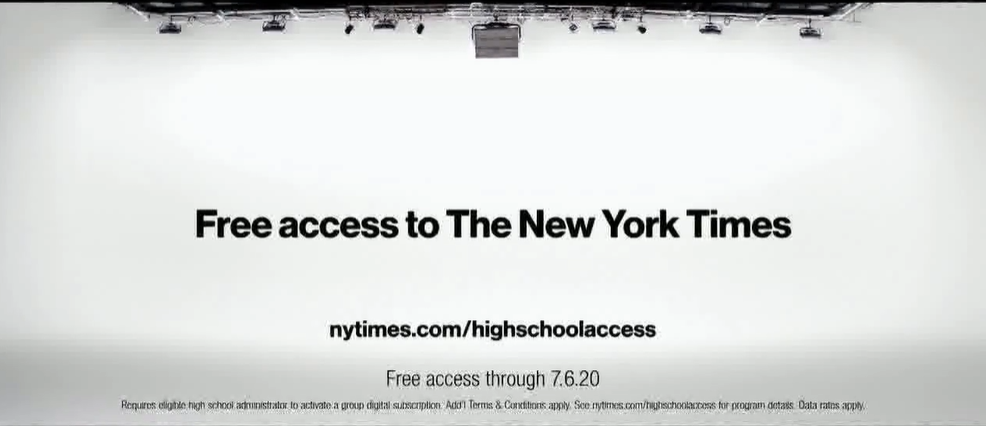 Free access to The New York Times
nytimes.com/highschoolaccess
Free access through 7.6.20
Requires eligible high school administrator to activate a group digital subscription. Add'l Terms & Conditions apply. See nytimes.com/highschoolaccess for program details. Data rates apply.